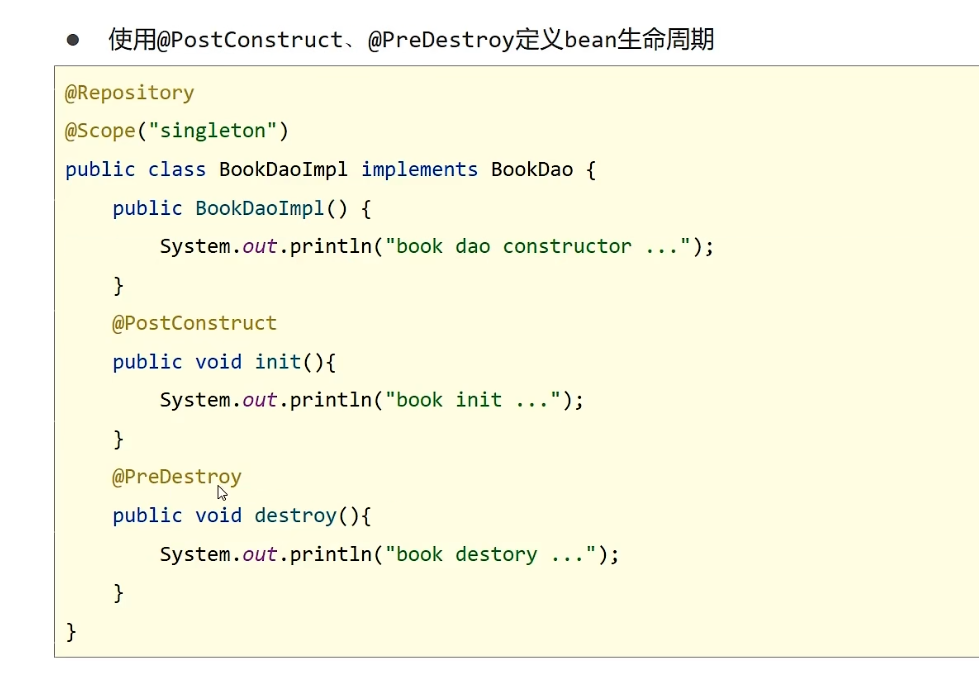 ● 使用@PostConstruct、@PreDestroy定义bean生命周期
@Repository
@Scope("singleton")
public class BookDaoImpl implements BookDao {
    public BookDaoImpl() {
        System.out.println("book dao constructor ...");
    }
    @PostConstruct
    public void init(){
        System.out.println("book init ...");
    }
    @PreDestroy
    public void destroy(){
        System.out.println("book destory ...");
    }
}